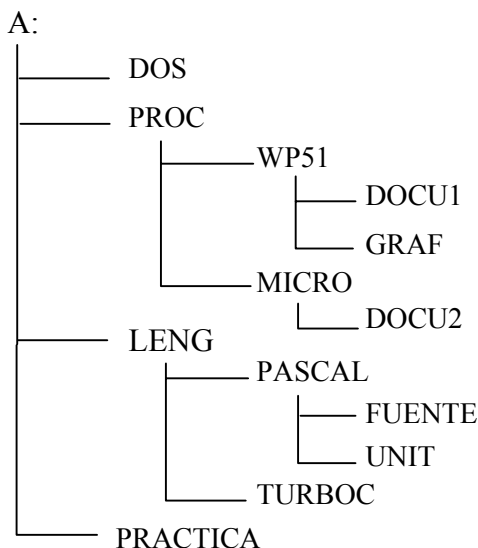 A:
DOS
PROC
WP51
DOCU1
GRAF
MICRO
DOCU2
LENG
PASCAL
FUENTE
UNIT
TURBOC
PRACTICA